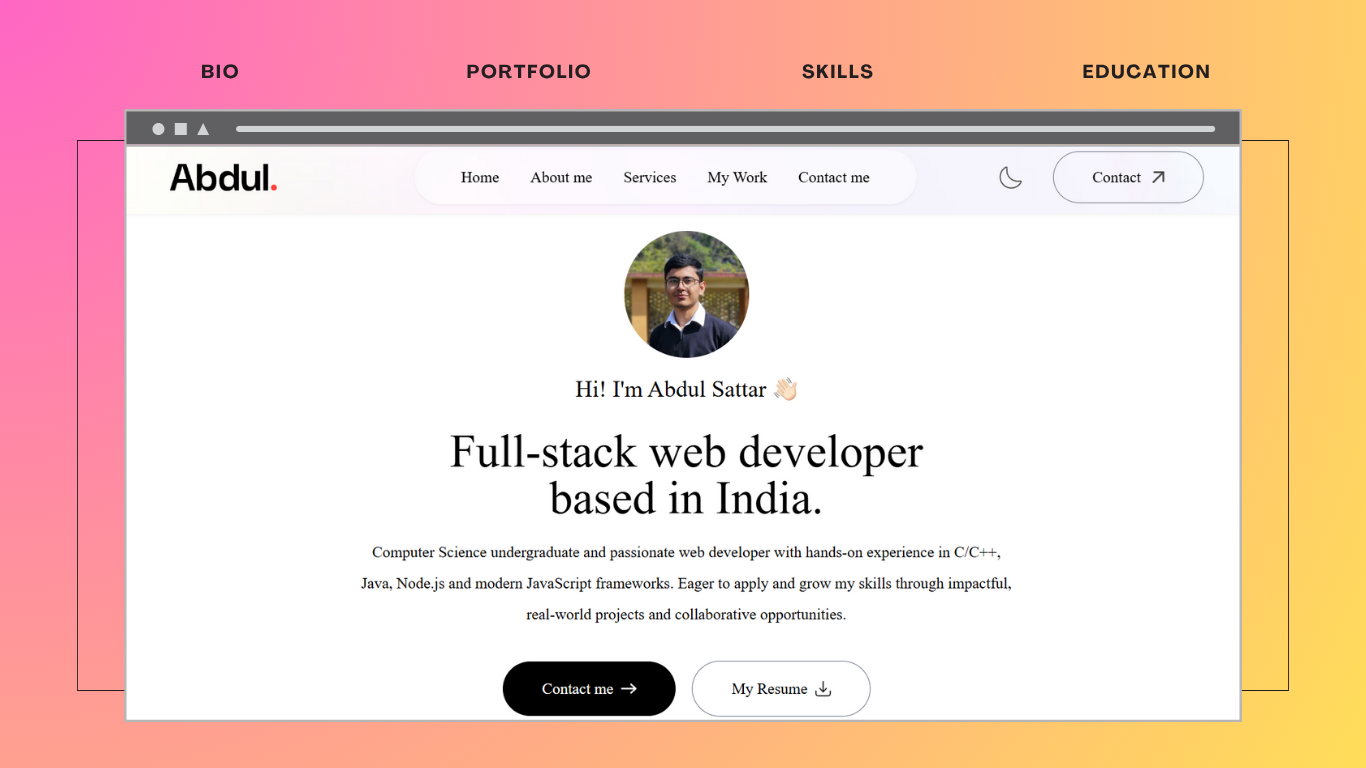 BIO PORTFOLIO SKILLS EDUCATION
Abdul. Home About me Services My Work Contact me Contact
Hi! I'm Abdul Sattar 👋🏻
Full-stack web developer
based in India.
Computer Science undergraduate and passionate web developer with hands-on experience in C/C++,
Java, Node.js and modern JavaScript frameworks. Eager to apply and grow my skills through impactful,
real-world projects and collaborative opportunities.
Contact me My Resume